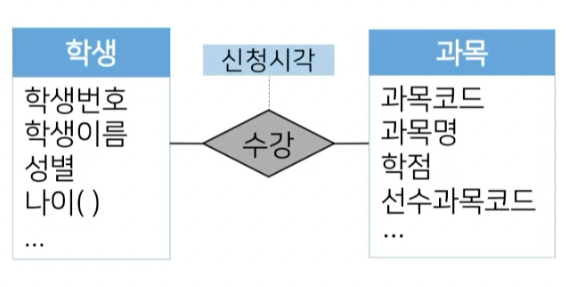 학생
학생번호
학생이름
성별
나이( )
...
신청시각
수강
과목
과목코드
과목명
학점
선수과목코드
...